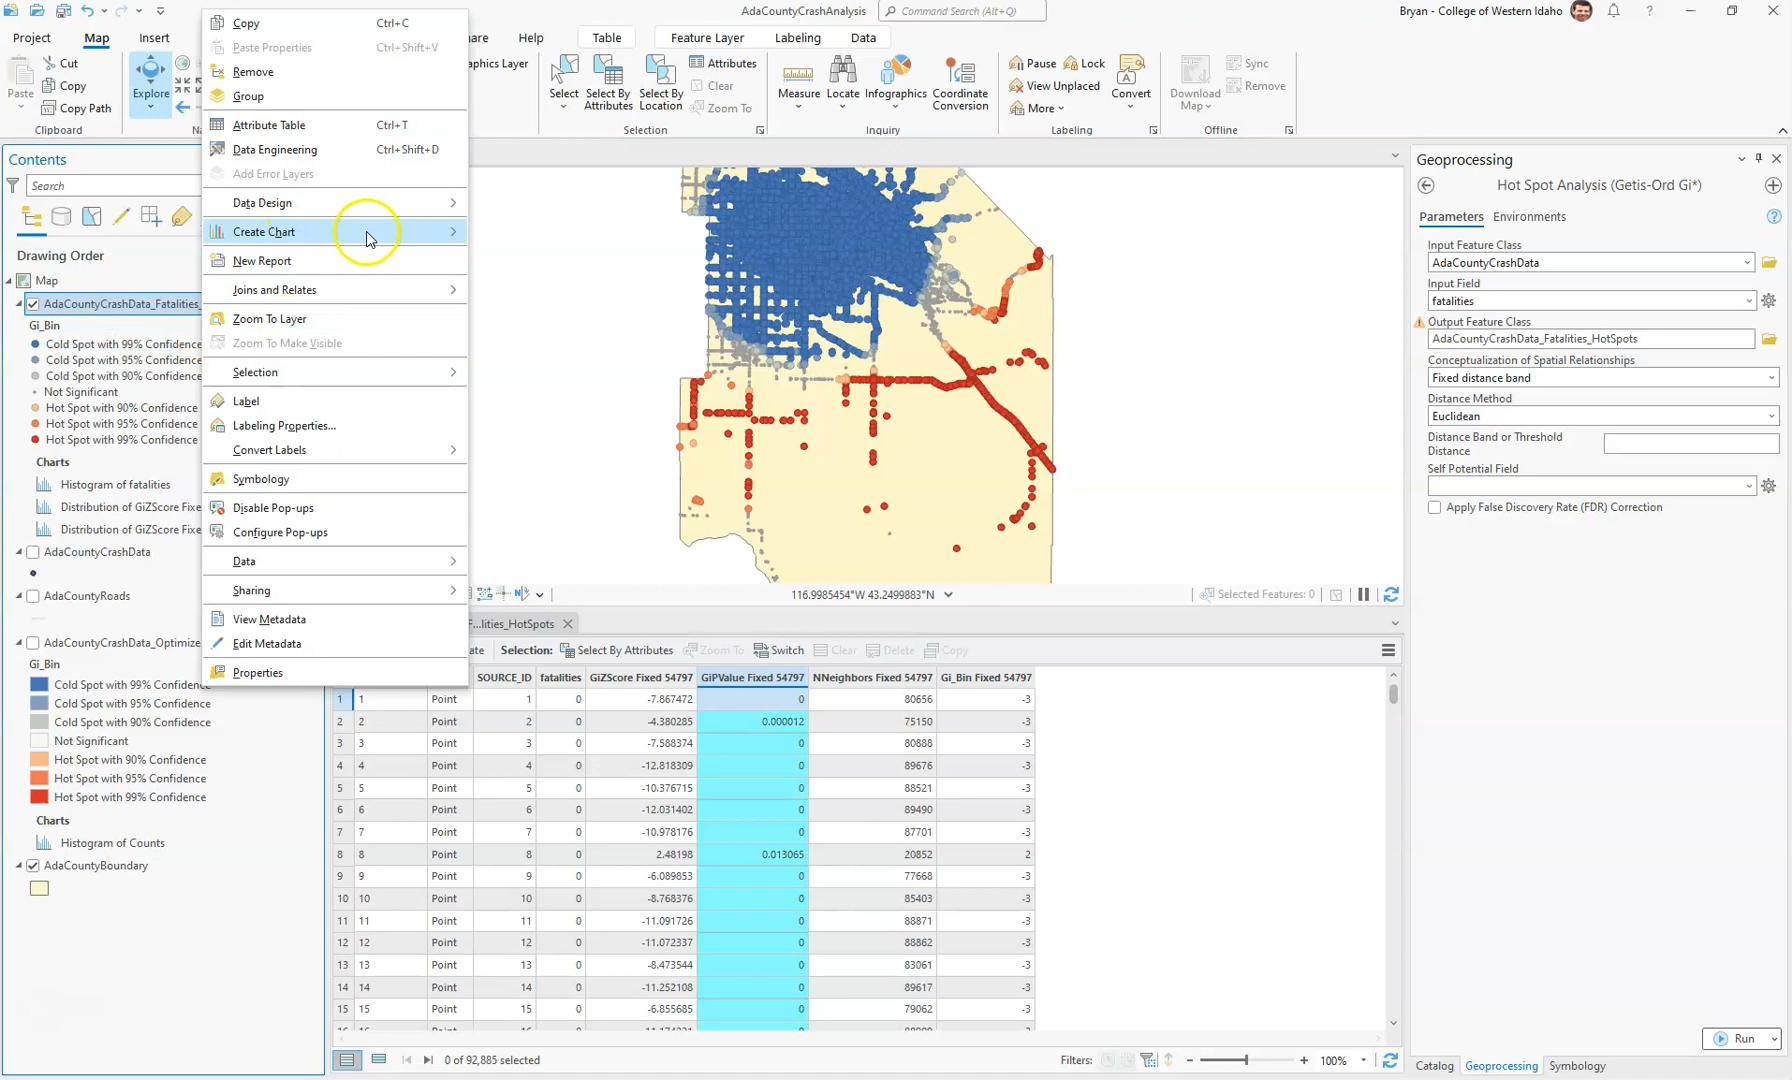 AdaCountyCrashAnalysis
Command Search (Alt+Q)
Bryan - College of Western Idaho
Project
Map
Insert
Help
Table
Feature Layer
Labeling
Data
Paste
Cut
Copy
Copy Path
Clipboard
Explore
Select
Select By Attributes
Select By Location
Attributes
Clear
Zoom To
Selection
Measure
Locate
Infographics
Coordinate Conversion
Inquiry
Pause
Lock
View Unplaced
More
Convert
Labeling
Download Map
Sync
Remove
Offline
Copy Ctrl+C
Paste Properties Ctrl+Shift+V
Remove
Group
Attribute Table Ctrl+T
Data Engineering Ctrl+Shift+D
Add Error Layers
Data Design
Create Chart
New Report
Joins and Relates
Zoom To Layer
Zoom To Make Visible
Selection
Label
Labeling Properties...
Convert Labels
Symbology
Disable Pop-ups
Configure Pop-ups
Data
Sharing
View Metadata
Edit Metadata
Properties
Contents
Search
Drawing Order
Map
AdaCountyCrashData_Fatalities_
Gi_Bin
Cold Spot with 99% Confidence
Cold Spot with 95% Confidence
Cold Spot with 90% Confidence
Not Significant
Hot Spot with 90% Confidence
Hot Spot with 95% Confidence
Hot Spot with 99% Confidence
Charts
Histogram of fatalities
Distribution of GiZScore Fixe
Distribution of GiZScore Fixe
AdaCountyCrashData
AdaCountyRoads
AdaCountyCrashData_Optimize
Gi_Bin
Cold Spot with 99% Confidence
Cold Spot with 95% Confidence
Cold Spot with 90% Confidence
Not Significant
Hot Spot with 90% Confidence
Hot Spot with 95% Confidence
Hot Spot with 99% Confidence
Charts
Histogram of Counts
AdaCountyBoundary
116.9985454°W 43.2499883°N
Selected Features: 0
F...lities_HotSpots
Selection:
Select By Attributes
Zoom To
Switch
Clear
Delete
Copy
SOURCE_ID fatalities GiZScore Fixed 54797 GiPValue Fixed 54797 NNeighbors Fixed 54797 Gi_Bin Fixed 54797
1 1 Point 1 0 -7.867472 0 80656 -3
2 2 Point 2 0 -4.380285 0.000012 75150 -3
3 3 Point 3 0 -7.588374 0 80888 -3
4 4 Point 4 0 -12.818309 0 89676 -3
5 5 Point 5 0 -10.376715 0 88521 -3
6 6 Point 6 0 -12.031402 0 89490 -3
7 7 Point 7 0 -10.978176 0 87701 -3
8 8 Point 8 0 2.48198 0.013065 20852 2
9 9 Point 9 0 -6.089853 0 77668 -3
10 10 Point 10 0 -8.768376 0 85403 -3
11 11 Point 11 0 -11.091726 0 88871 -3
12 12 Point 12 0 -11.072337 0 88862 -3
13 13 Point 13 0 -8.473544 0 83061 -3
14 14 Point 14 0 -11.252108 0 89617 -3
15 15 Point 15 0 -6.855685 0 79062 -3
0 of 92,885 selected
Filters:
100%
Geoprocessing
Hot Spot Analysis (Getis-Ord Gi*)
Parameters
Environments
Input Feature Class
AdaCountyCrashData
Input Field
fatalities
Output Feature Class
AdaCountyCrashData_Fatalities_HotSpots
Conceptualization of Spatial Relationships
Fixed distance band
Distance Method
Euclidean
Distance Band or Threshold
Distance
Self Potential Field
Apply False Discovery Rate (FDR) Correction
Run
Catalog
Geoprocessing
Symbology